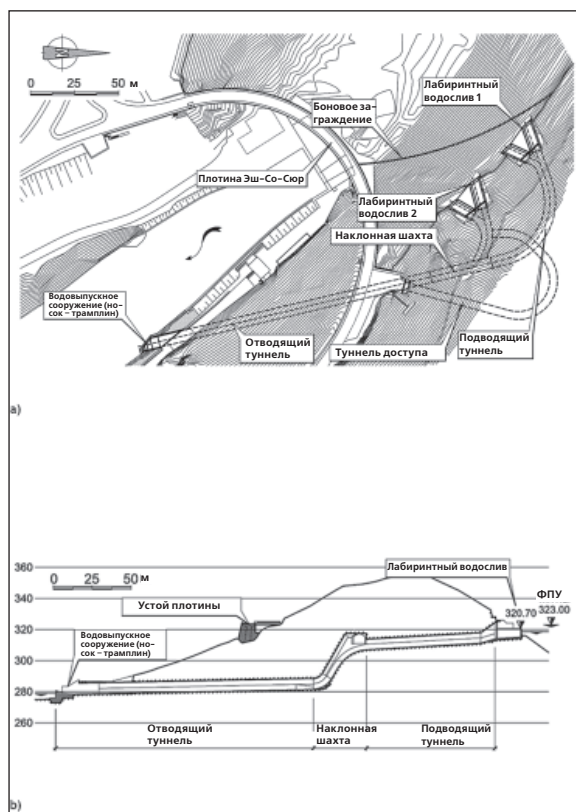 0 25 50 м
Лабиринтный
водослив 1
Боновое за-
граждение
Плотина Эш-Со-Сюр
Лабиринтный
водослив 2
Наклонная шахта
Водовыпускное
сооружение (но-
сок – трамплин)
Отводящий
туннель
Туннель доступа
Подводящий
туннель
a)
360
340
320
300
280
260
0 25 50 м
Лабиринтный водослив
ФПУ
320.70 323.00
Устой плотины
Водовыпускное
сооружение (но-
сок – трамплин)
Отводящий
туннель
Наклонная
шахта
Подводящий
туннель
b)